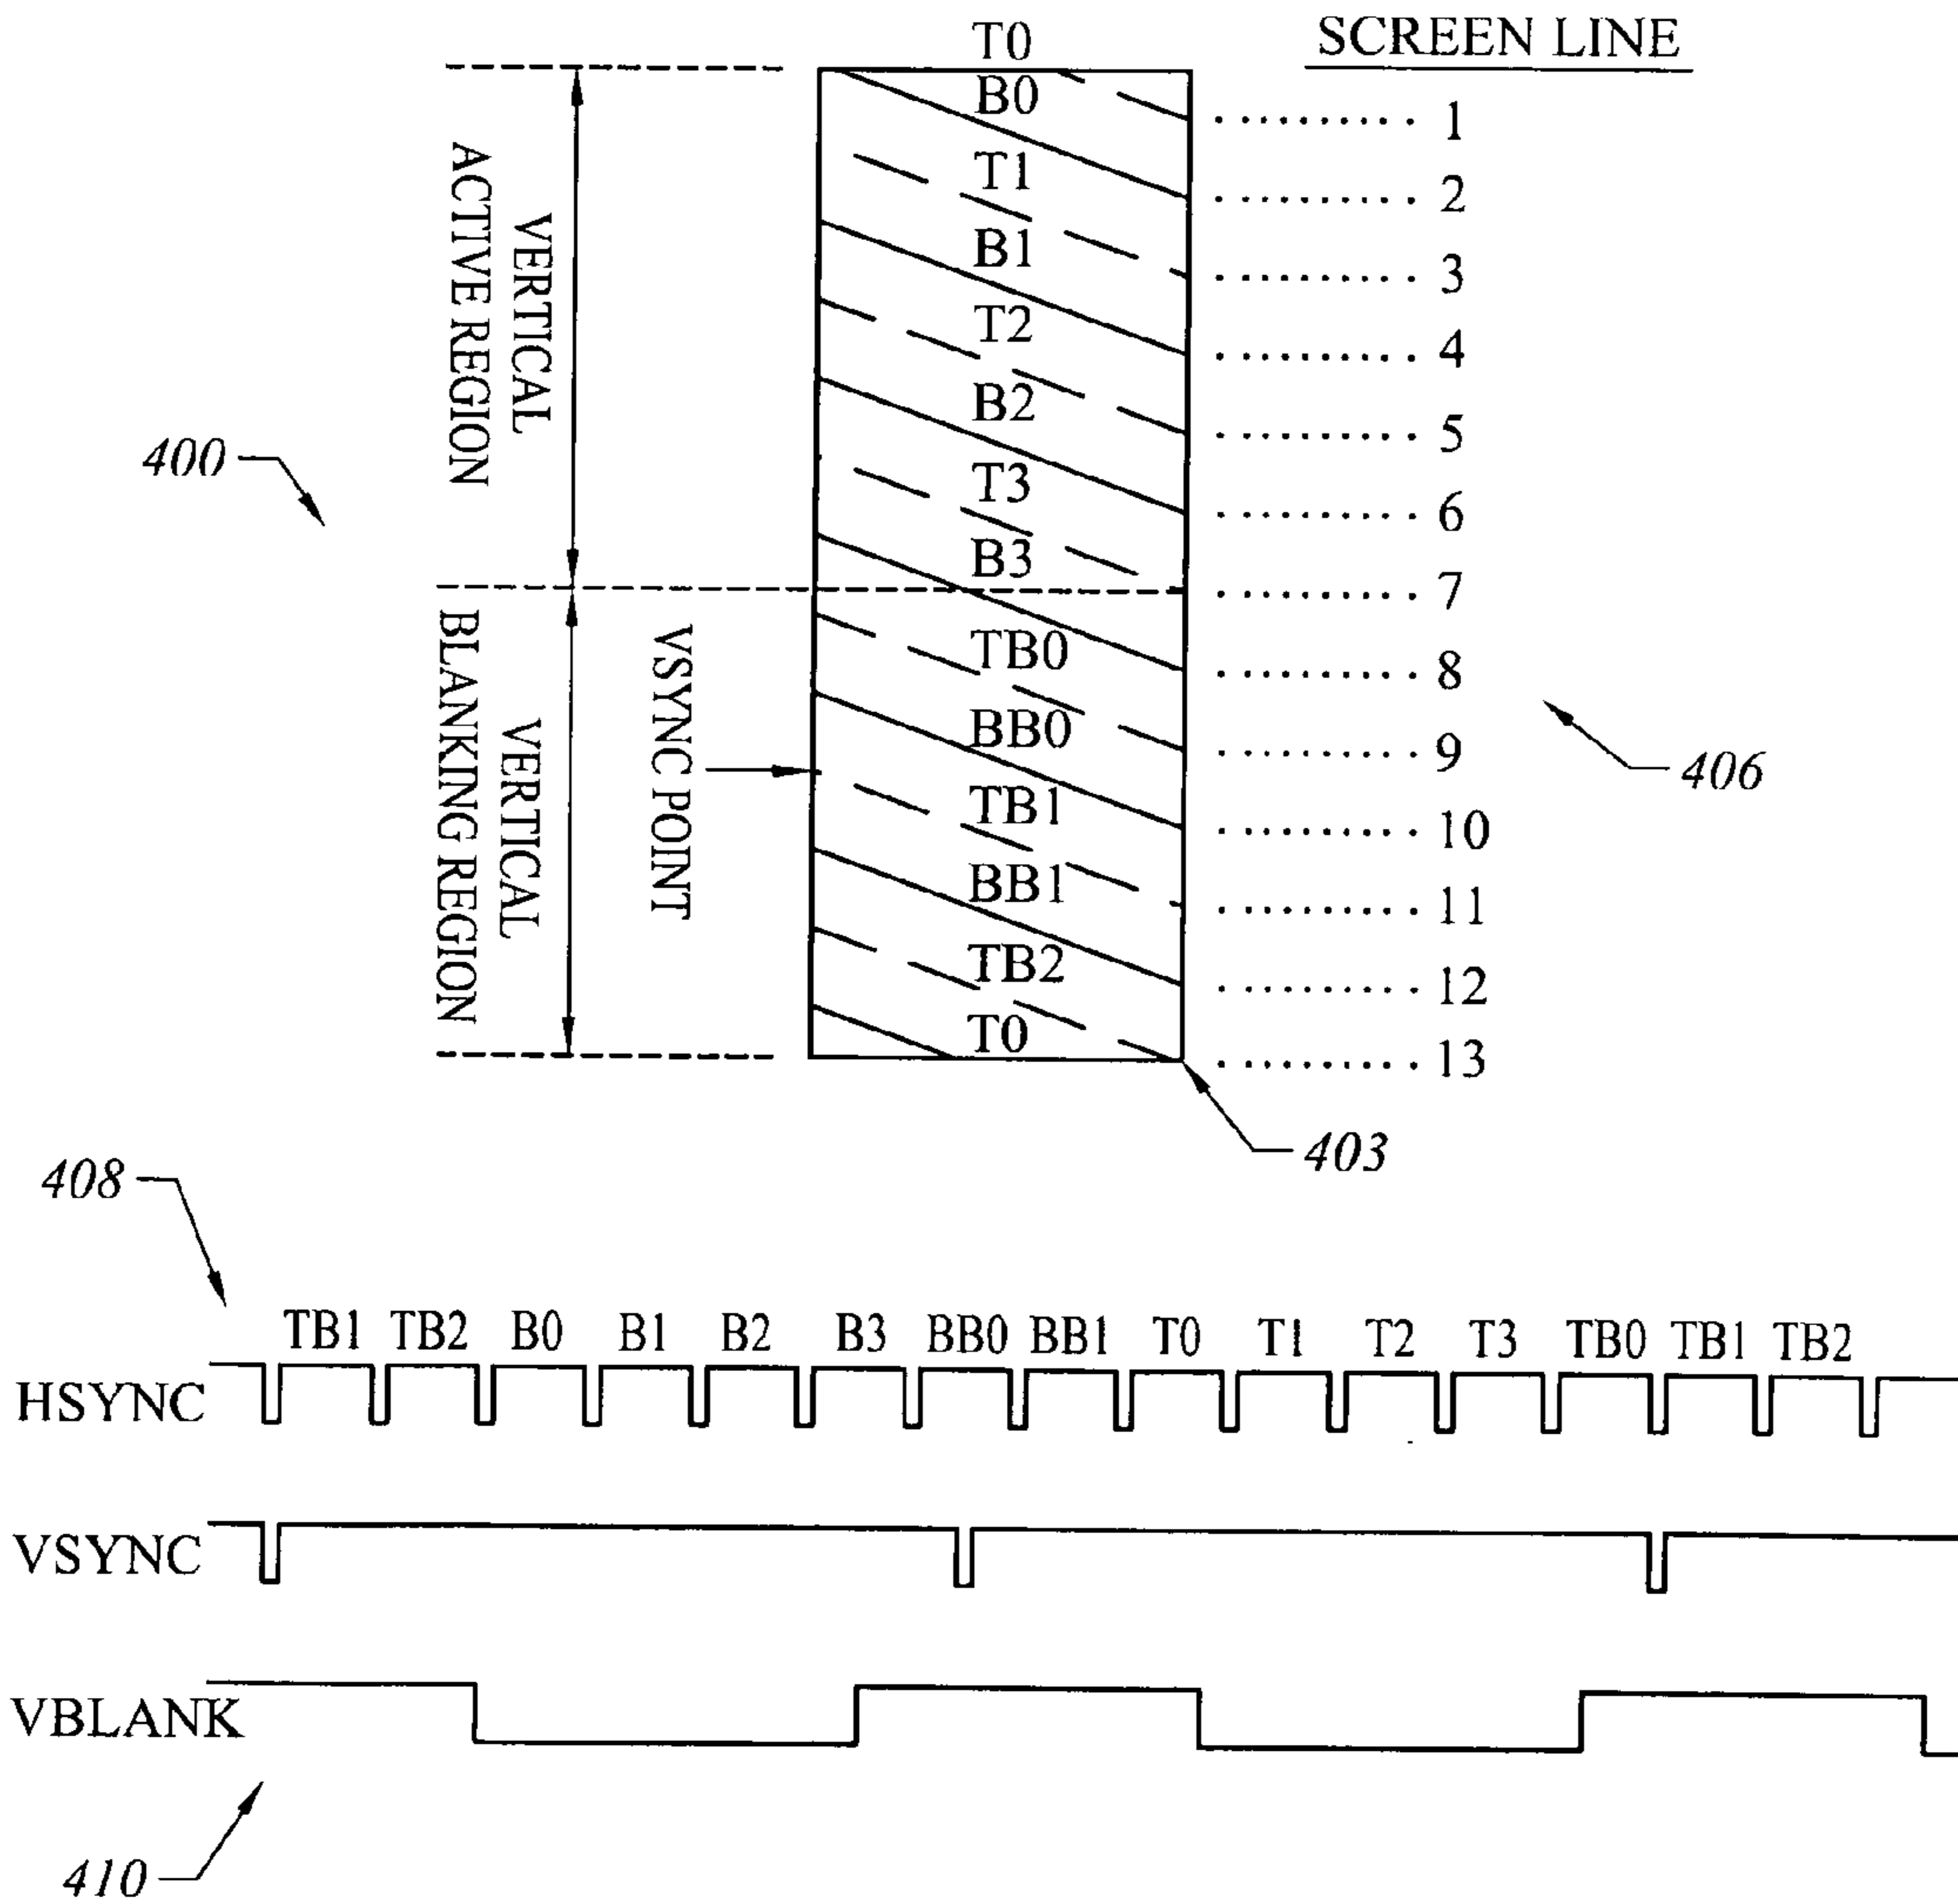 T0
SCREEN LINE
B0
1
T1
2
B1
3
T2
4
B2
5
T3
6
B3
7
TB0
8
BB0
9
TB1
10
BB1
11
TB2
12
T0
13
VERTICAL
ACTIVE REGION
VERTICAL
BLANKING REGION
VSYNC POINT
400
406
403
408
TB1 TB2 B0 B1 B2 B3 BB0 BB1 T0 T1 T2 T3 TB0 TB1 TB2
HSYNC
VSYNC
VBLANK
410